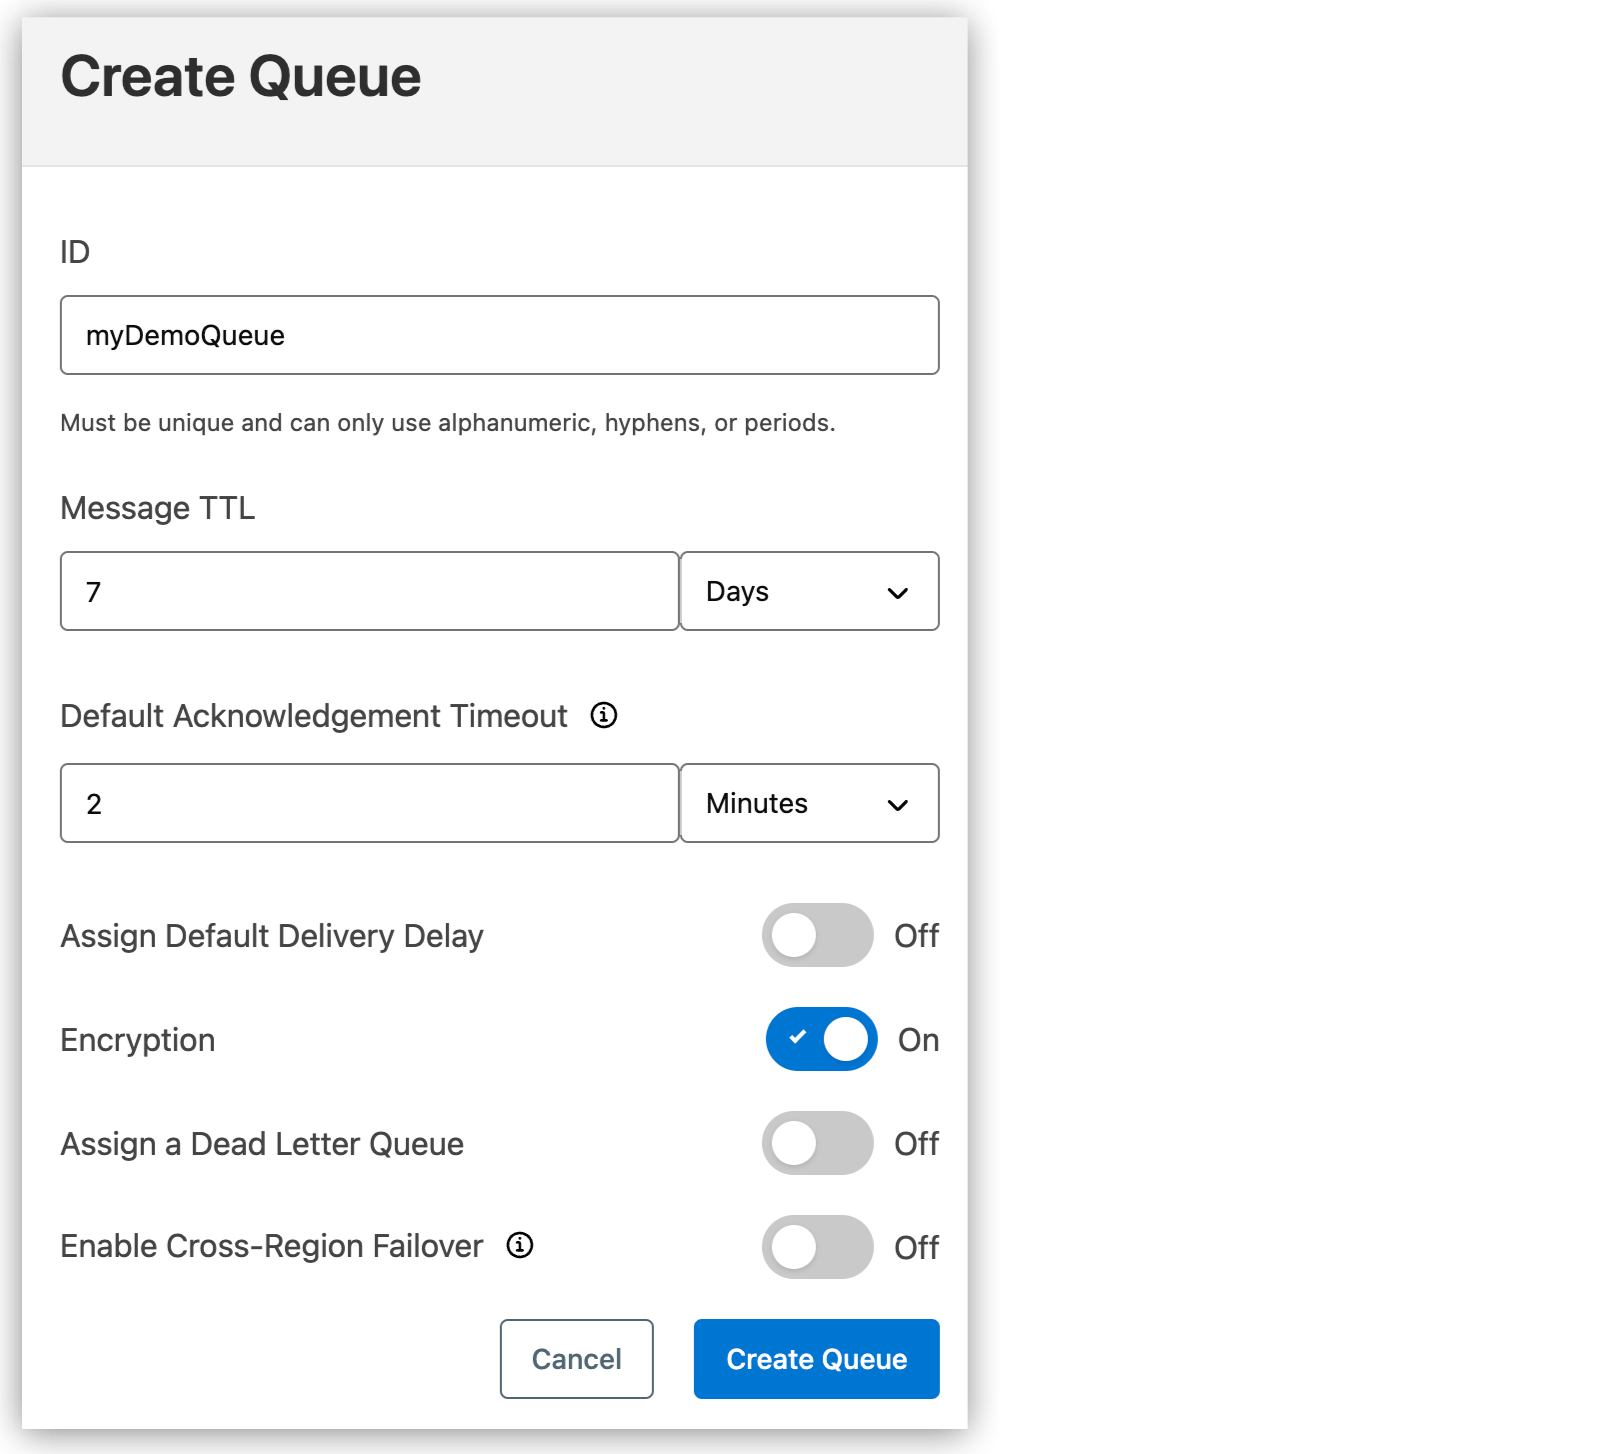 Create Queue
ID
myDemoQueue
Must be unique and can only use alphanumeric, hyphens, or periods.
Message TTL
7 Days
Default Acknowledgement Timeout
2 Minutes
Assign Default Delivery Delay Off
Encryption On
Assign a Dead Letter Queue Off
Enable Cross-Region Failover Off
Cancel Create Queue